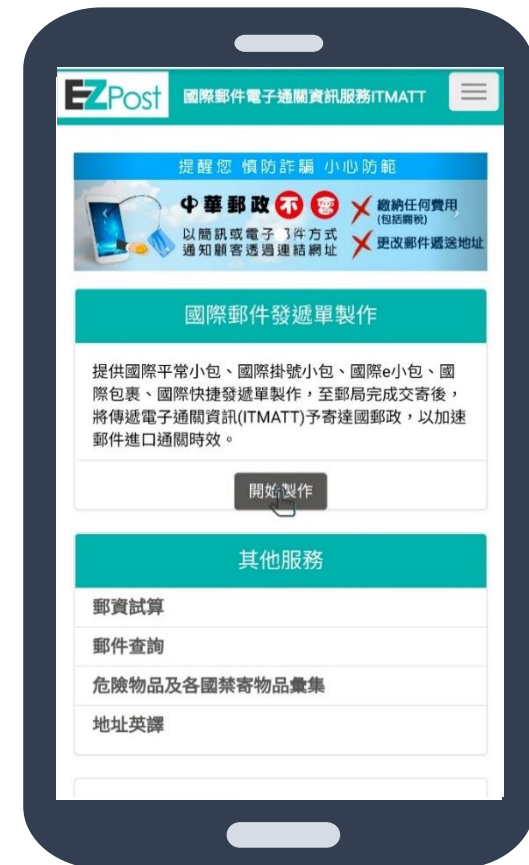 EZPost 國際郵件電子通關資訊服務ITMATT
提醒您 慎防詐騙 小心防範
中華郵政不會
以簡訊或電子郵件方式
通知顧客透過連結網址
繳納任何費用
(包括關稅)
更改郵件遞送地址
國際郵件發遞單製作
提供國際平常小包、國際掛號小包、國際e小包、國
際包裹、國際快捷發遞單製作，至郵局完成交寄後，
將傳遞電子通關資訊(ITMATT)予寄達國郵政，以加速
郵件進口通關時效。
開始製作
其他服務
郵資試算
郵件查詢
危險物品及各國禁寄物品彙集
地址英譯